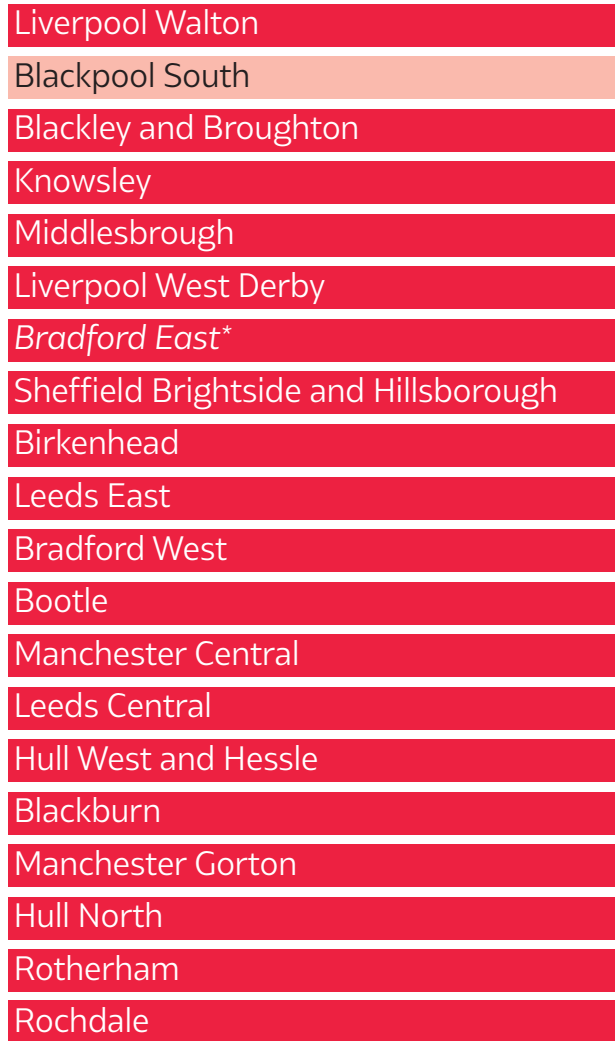 Liverpool Walton
Blackpool South
Blackley and Broughton
Knowsley
Middlesbrough
Liverpool West Derby
Bradford East*
Sheffield Brightside and Hillsborough
Birkenhead
Leeds East
Bradford West
Bootle
Manchester Central
Leeds Central
Hull West and Hessle
Blackburn
Manchester Gorton
Hull North
Rotherham
Rochdale